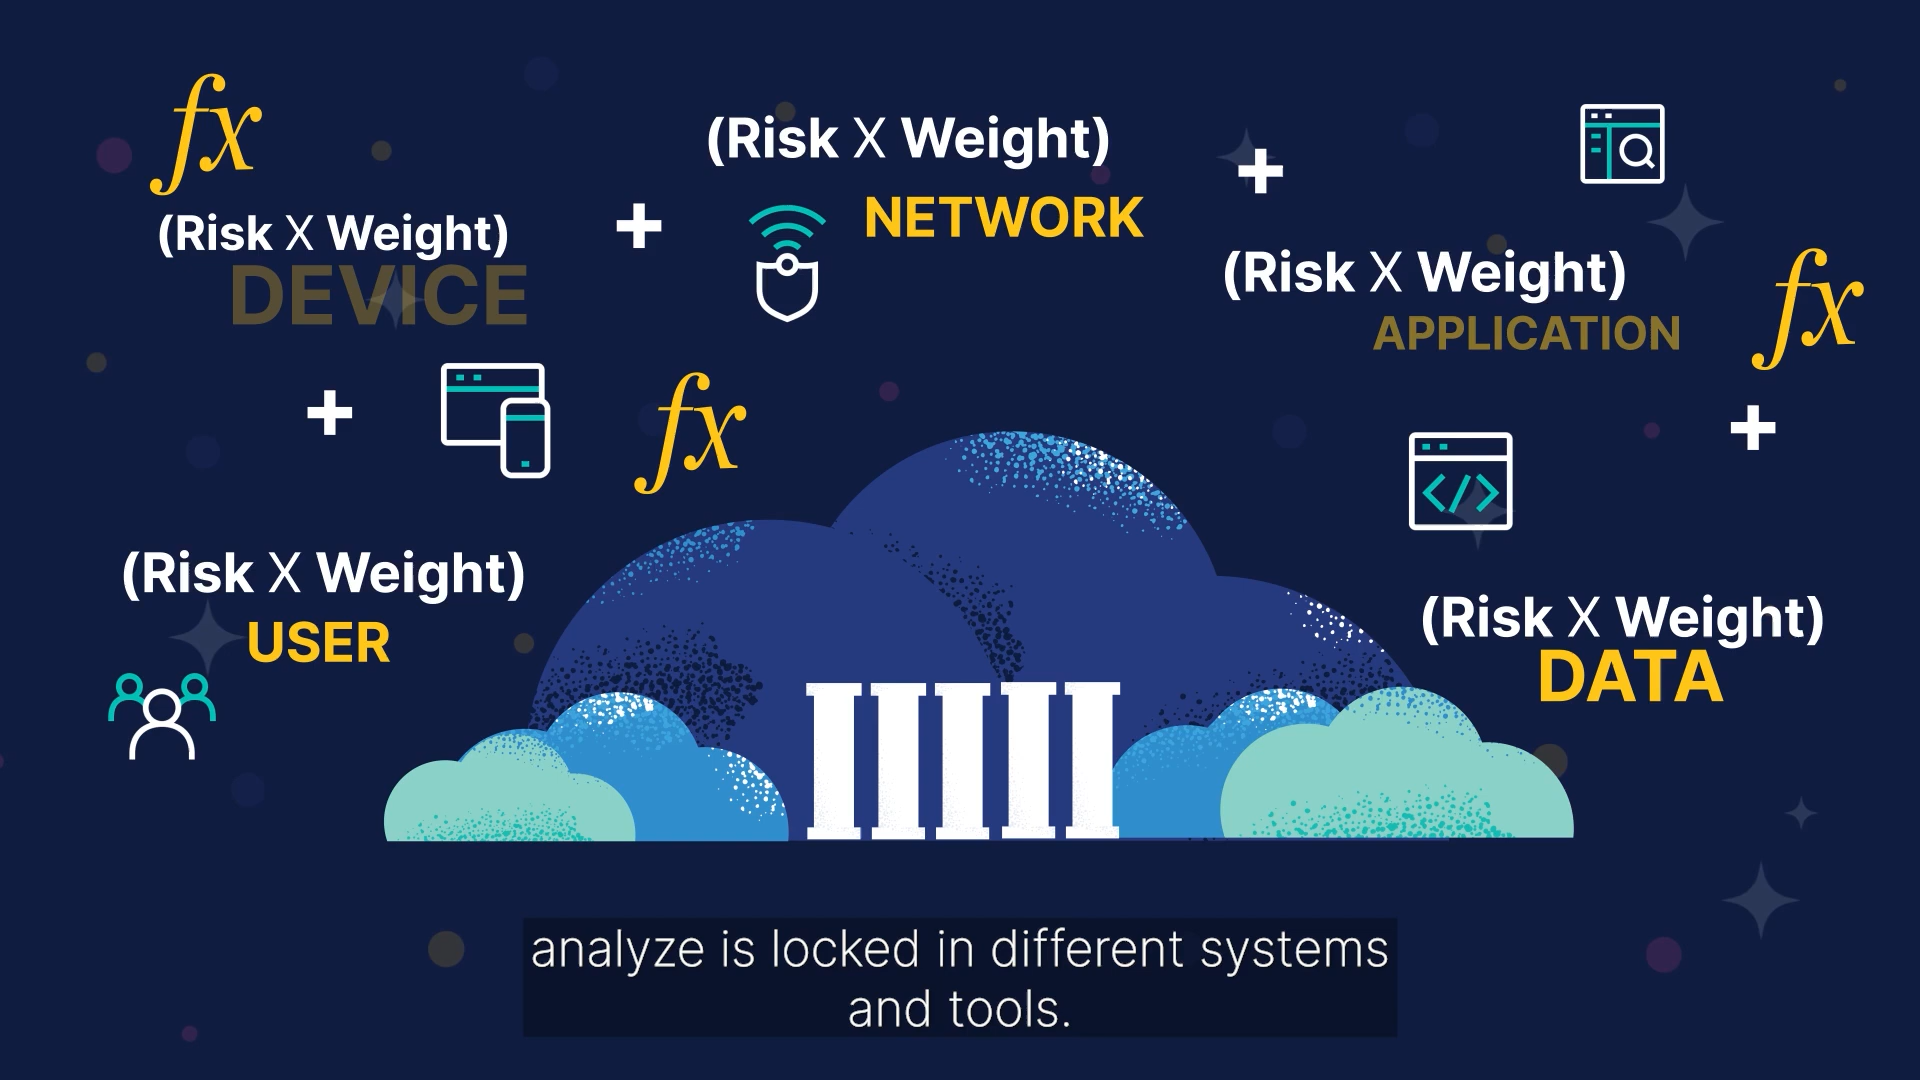 fx
(Risk X Weight)
DEVICE
+
(Risk X Weight)
NETWORK
+
(Risk X Weight)
APPLICATION
fx
+
+
fx
</>
(Risk X Weight)
USER
(Risk X Weight)
DATA
analyze is locked in different systems
and tools.